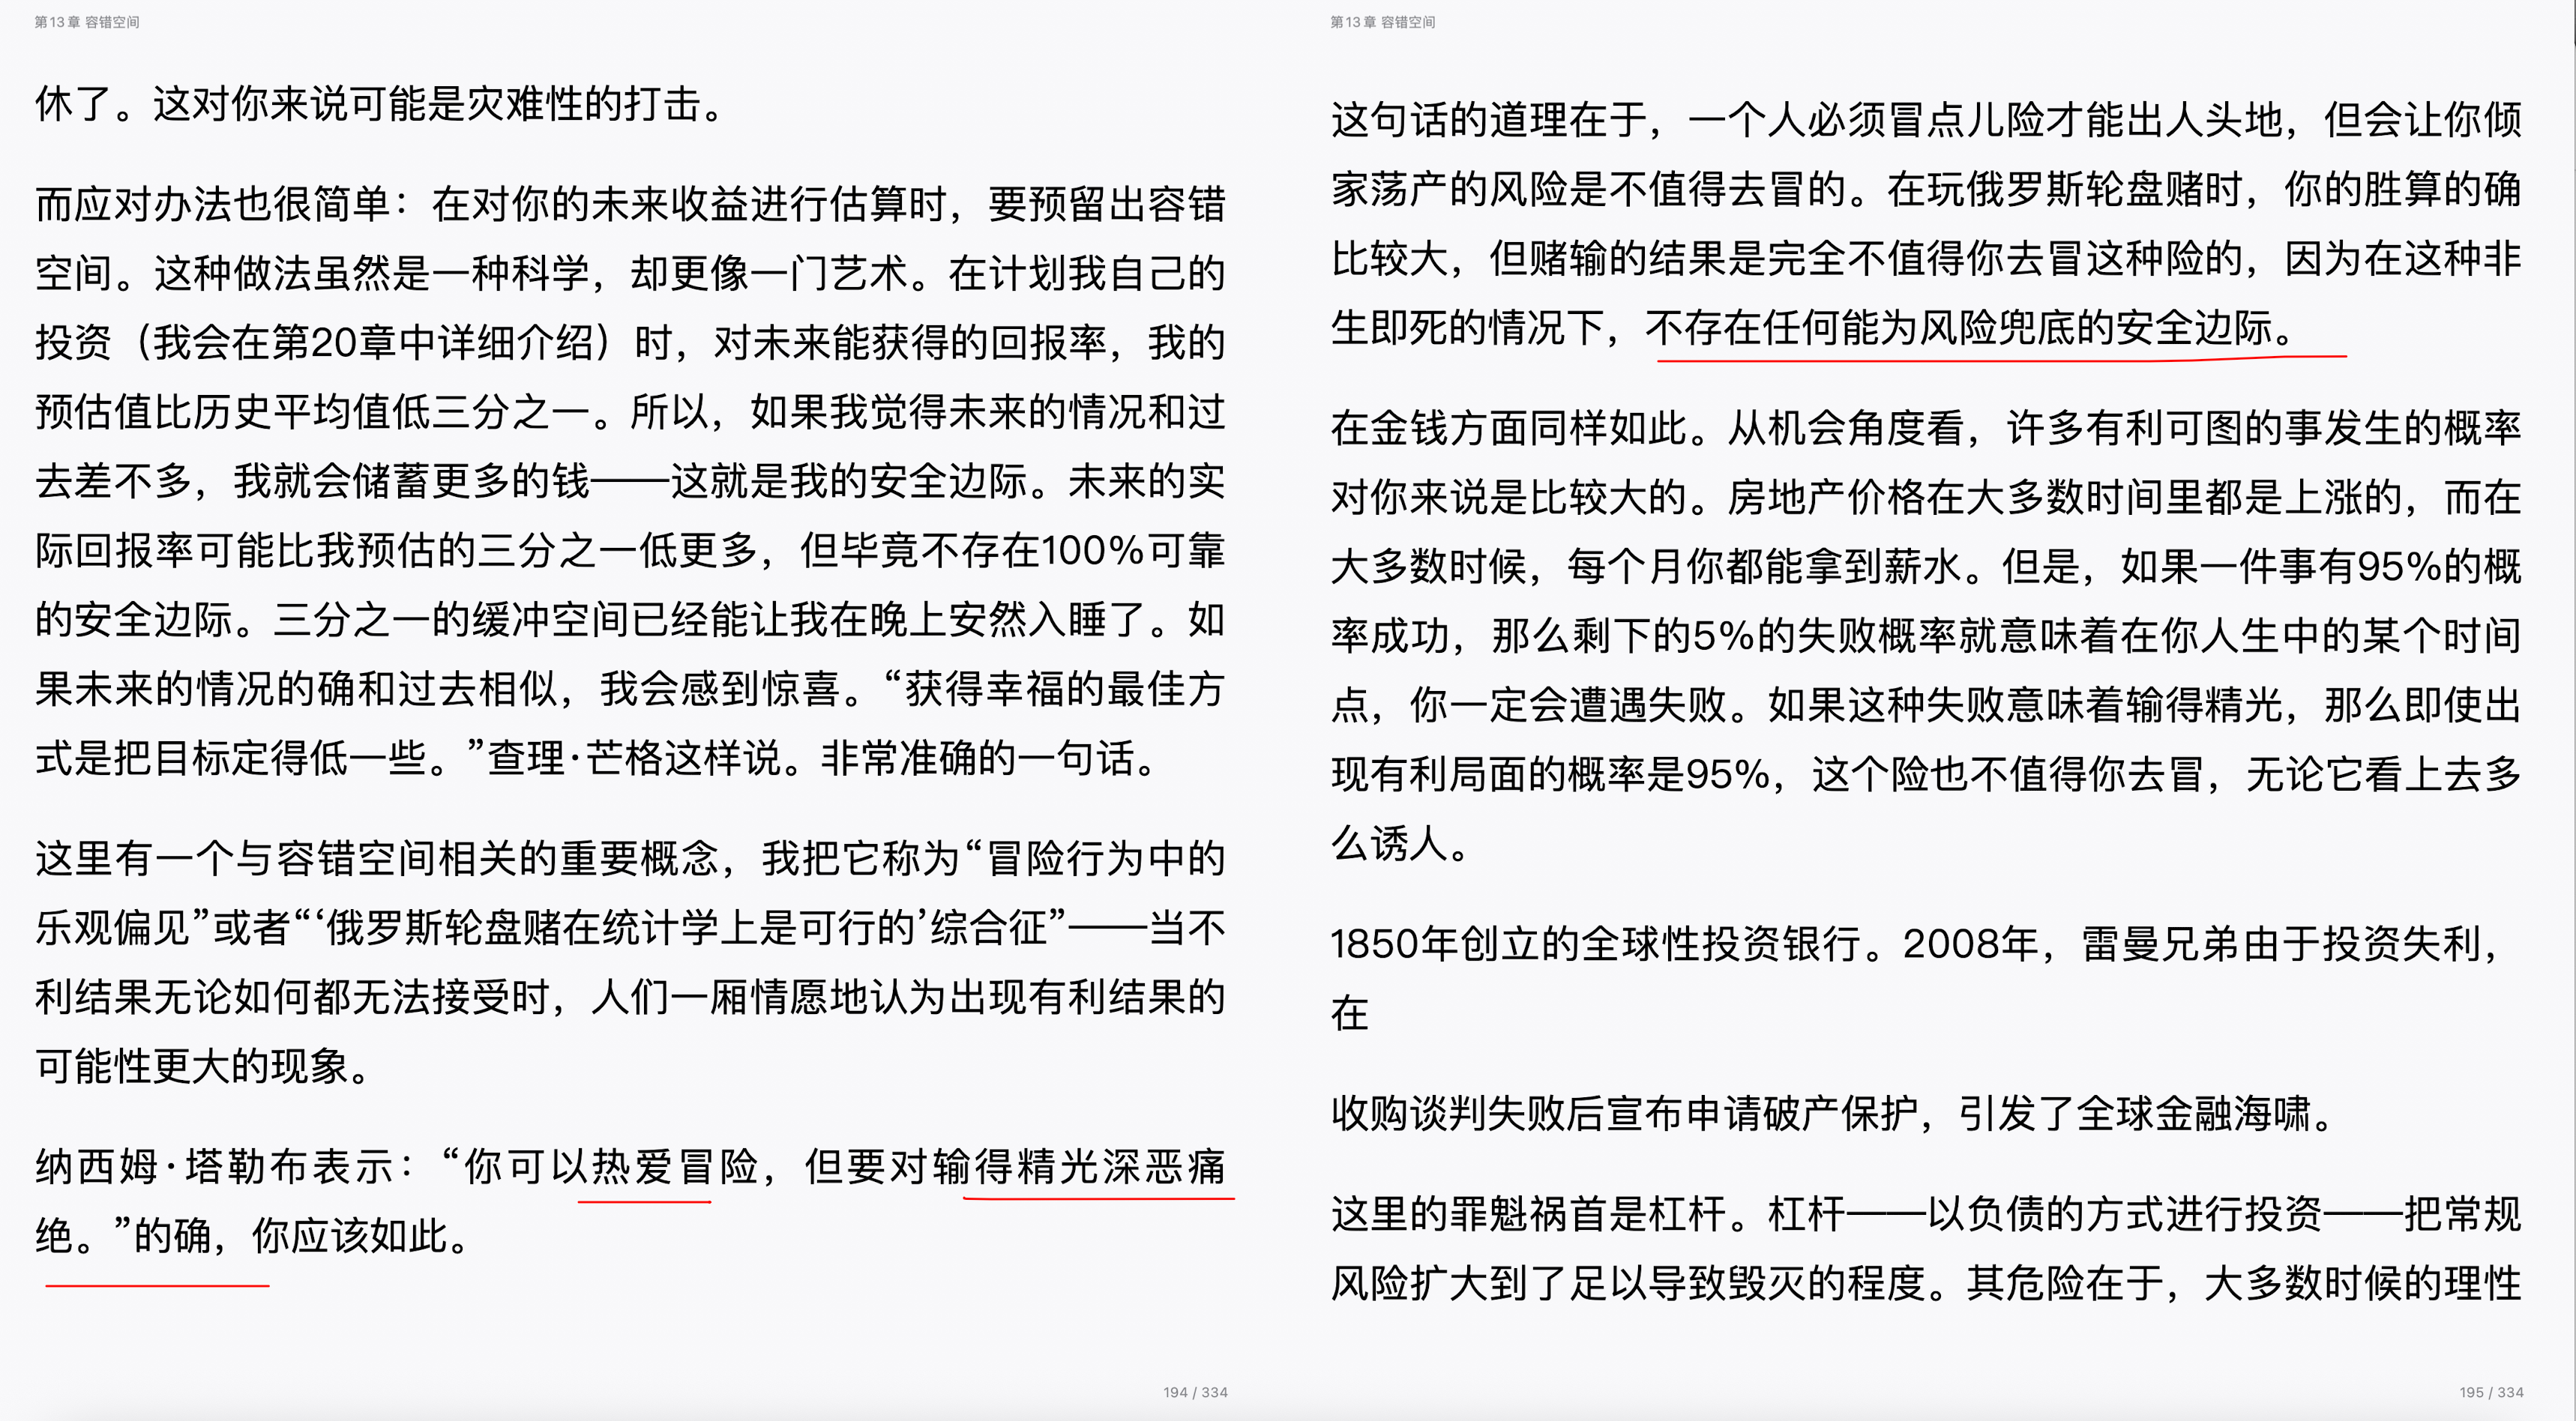 第13章 容错空间
休了。这对你来说可能是灾难性的打击。
而应对办法也很简单：在对你的未来收益进行估算时，要预留出容错
空间。这种做法虽然是一种科学，却更像一门艺术。在计划我自己的
投资（我会在第20章中详细介绍）时，对未来能获得的回报率，我的
预估值比历史平均值低三分之一。所以，如果我觉得未来的情况和过
去差不多，我就会储蓄更多的钱——这就是我的安全边际。未来的实
际回报率可能比我预估的三分之一低更多，但毕竟不存在100%可靠
的安全边际。三分之一的缓冲空间已经能让我在晚上安然入睡了。如
果未来的情况的确和过去相似，我会感到惊喜。“获得幸福的最佳方
式是把目标定得低一些。”查理·芒格这样说。非常准确的一句话。
这里有一个与容错空间相关的重要概念，我把它称为“冒险行为中的
乐观偏见”或者“‘俄罗斯轮盘赌在统计学上是可行的’综合征”——当不
利结果无论如何都无法接受时，人们一厢情愿地认为出现有利结果的
可能性更大的现象。
纳西姆·塔勒布表示：“你可以热爱冒险，但要对输得精光深恶痛
绝。”的确，你应该如此。
194 / 334
第13章 容错空间
这句话的道理在于，一个人必须冒点儿险才能出人头地，但会让你倾
家荡产的风险是不值得去冒的。在玩俄罗斯轮盘赌时，你的胜算的确
比较大，但赌输的结果是完全不值得你去冒这种险的，因为在这种非
生即死的情况下，不存在任何能为风险兜底的安全边际。
在金钱方面同样如此。从机会角度看，许多有利可图的事发生的概率
对你来说是比较大的。房地产价格在大多数时间里都是上涨的，而在
大多数时候，每个月你都能拿到薪水。但是，如果一件事有95%的概
率成功，那么剩下的5%的失败概率就意味着在你人生中的某个时间
点，你一定会遭遇失败。如果这种失败意味着输得精光，那么即使出
现有利局面的概率是95%，这个险也不值得你去冒，无论它看上去多
么诱人。
1850年创立的全球性投资银行。2008年，雷曼兄弟由于投资失利，
在
收购谈判失败后宣布申请破产保护，引发了全球金融海啸。
这里的罪魁祸首是杠杆。杠杆——以负债的方式进行投资——把常规
风险扩大到了足以导致毁灭的程度。其危险在于，大多数时候的理性
195 / 334